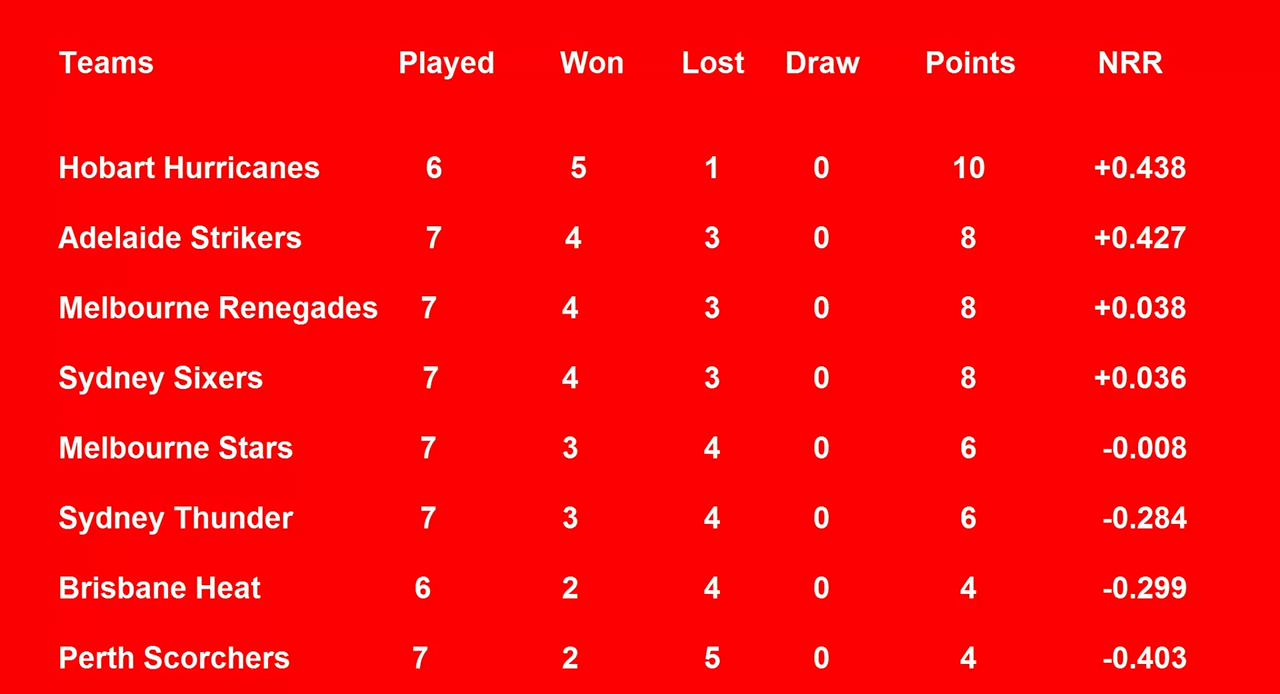 Teams Played Won Lost Draw Points NRR
Hobart Hurricanes 6 5 1 0 10 +0.438
Adelaide Strikers 7 4 3 0 8 +0.427
Melbourne Renegades 7 4 3 0 8 +0.038
Sydney Sixers 7 4 3 0 8 +0.036
Melbourne Stars 7 3 4 0 6 -0.008
Sydney Thunder 7 3 4 0 6 -0.284
Brisbane Heat 6 2 4 0 4 -0.299
Perth Scorchers 7 2 5 0 4 -0.403